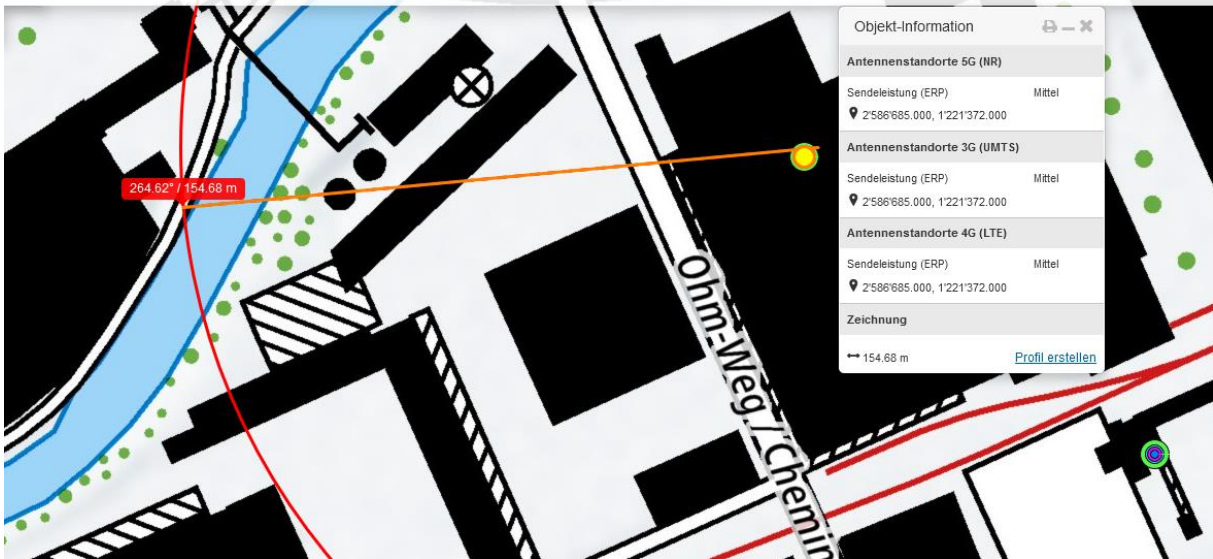 Objekt-Information
Antennenstandorte 5G (NR)
Sendeleistung (ERP) Mittel
2'586'685.000, 1'221'372.000
Antennenstandorte 3G (UMTS)
Sendeleistung (ERP) Mittel
2'586'685.000, 1'221'372.000
Antennenstandorte 4G (LTE)
Sendeleistung (ERP) Mittel
2'586'685.000, 1'221'372.000
Zeichnung
154.68 m Profil erstellen
264.62° / 154.68 m
Ohm-Weg / Chemin